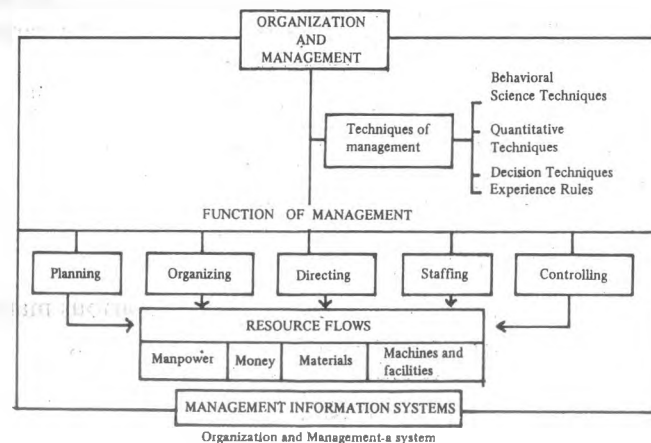 ORGANIZATION
AND
MANAGEMENT
Behavioral
Science Techniques
Techniques of
management
Quantitative
Techniques
Decision Techniques
Experience Rules
FUNCTION OF MANAGEMENT
Planning
Organizing
Directing
Staffing
Controlling
RESOURCE FLOWS
Manpower
Money
Materials
Machines and
facilities
MANAGEMENT INFORMATION SYSTEMS
Organization and Management-a system